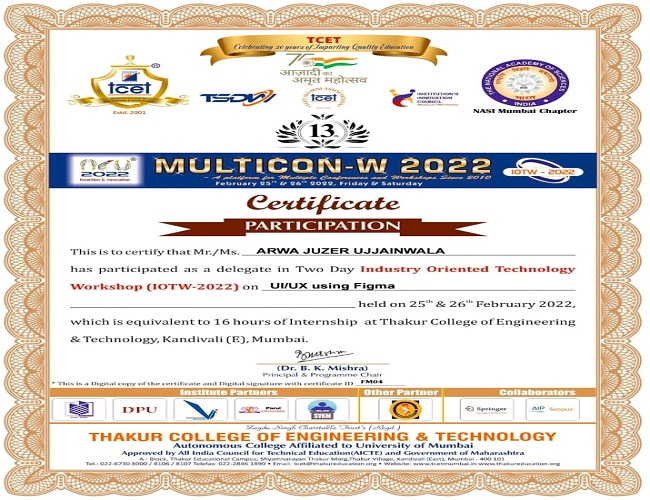 TCET
Celebrating 20 years of Imparting Quality Education
आज़ादी का
अमृत महोत्सव
tcet
Estd. 2001
TSDW
tcet
INSTITUTION'S
INNOVATION
COUNCIL
THE NATIONAL ACADEMY OF SCIENCES
INDIA
NASI Mumbai Chapter
13
2022
MULTICON-W 2022
- A platform for Multiple Conferences and Workshops Since 2010
February 25th & 26th 2022, Friday & Saturday
IOTW - 2022
Certificate
PARTICIPATION
This is to certify that Mr./Ms. ARWA JUZER UJJAINWALA
has participated as a delegate in Two Day Industry Oriented Technology
Workshop (IOTW-2022) on UI/UX using Figma
held on 25th & 26th February 2022,
which is equivalent to 16 hours of Internship at Thakur College of Engineering
& Technology, Kandivali (E), Mumbai.
(Dr. B. K. Mishra)
Principal & Programme Chair
* This is a Digital copy of the certificate and Digital signature with certificate ID FM04
Institute Partners
Other Partner
Collaborators
DPU
Parul University
SYEM
Springer
AIP
Scopus
THAKUR COLLEGE OF ENGINEERING & TECHNOLOGY
Autonomous College Affiliated to University of Mumbai
Approved by All India Council for Technical Education(AICTE) and Government of Maharashtra
A - Block, Thakur Educational Campus, Shyamnarayan Thakur Marg, Thakur Village, Kandivali (East), Mumbai - 400 101
Tel.: 022-6730 8000 / 8106 / 8107 Telefax: 022-2846 1890 • Email: tcet@thakureducation.org • Website: www.tcetmumbai.in www.thakureducation.org